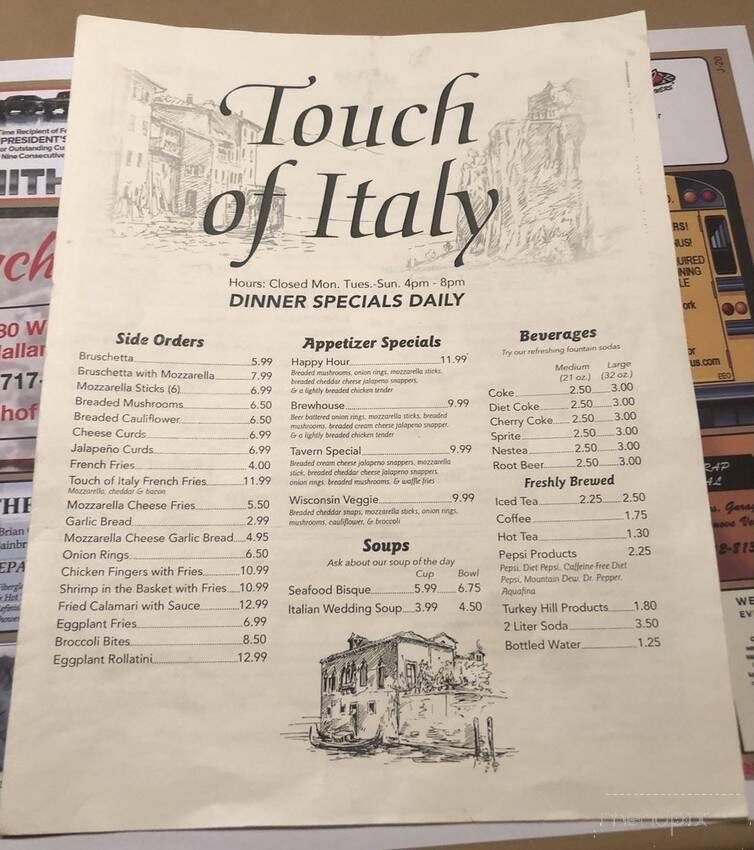 Touch
of Italy
Hours: Closed Mon. Tues.-Sun. 4pm - 8pm
DINNER SPECIALS DAILY
Side Orders
Bruschetta 5.99
Bruschetta with Mozzarella 7.99
Mozzarella Sticks (6) 6.99
Breaded Mushrooms 6.50
Breaded Cauliflower 6.50
Cheese Curds 6.99
Jalapeño Curds 6.99
French Fries 4.00
Touch of Italy French Fries 11.99
Mozzarella, cheddar & bacon
Mozzarella Cheese Fries 5.50
Garlic Bread 2.99
Mozzarella Cheese Garlic Bread 4.95
Onion Rings 6.50
Chicken Fingers with Fries 10.99
Shrimp in the Basket with Fries 10.99
Fried Calamari with Sauce 12.99
Eggplant Fries 6.99
Broccoli Bites 8.50
Eggplant Rollatini 12.99
Appetizer Specials
Happy Hour 11.99
Breaded mushrooms, onion rings, mozzarella sticks,
breaded cheddar cheese jalapeno snappers,
& a lightly breaded chicken tender
Brewhouse 9.99
Beer battered onion rings, mozzarella sticks, breaded
mushrooms, breaded cream cheese jalapeno snapper,
& a lightly breaded chicken tender
Tavern Special 9.99
Breaded cream cheese jalapeno snappers, mozzarella
stick, breaded cheddar cheese jalapeno snappers,
onion rings, breaded mushrooms, & waffle fries
Wisconsin Veggie 9.99
Breaded cheddar snaps, mozzarella sticks, onion rings,
mushrooms, cauliflower, & broccoli
Soups
Ask about our soup of the day
Cup Bowl
Seafood Bisque 5.99 6.75
Italian Wedding Soup 3.99 4.50
Beverages
Try our refreshing fountain sodas
Medium Large
(21 oz.) (32 oz.)
Coke 2.50 3.00
Diet Coke 2.50 3.00
Cherry Coke 2.50 3.00
Sprite 2.50 3.00
Nestea 2.50 3.00
Root Beer 2.50 3.00
Freshly Brewed
Iced Tea 2.25 2.50
Coffee 1.75
Hot Tea 1.30
Pepsi Products 2.25
Pepsi, Diet Pepsi, Caffeine Free Diet
Pepsi, Mountain Dew, Dr. Pepper,
Aquafina
Turkey Hill Products 1.80
2 Liter Soda 3.50
Bottled Water 1.25
menupix
J-20
EEO
717-
PRESIDENT'S
Nine Consecutive